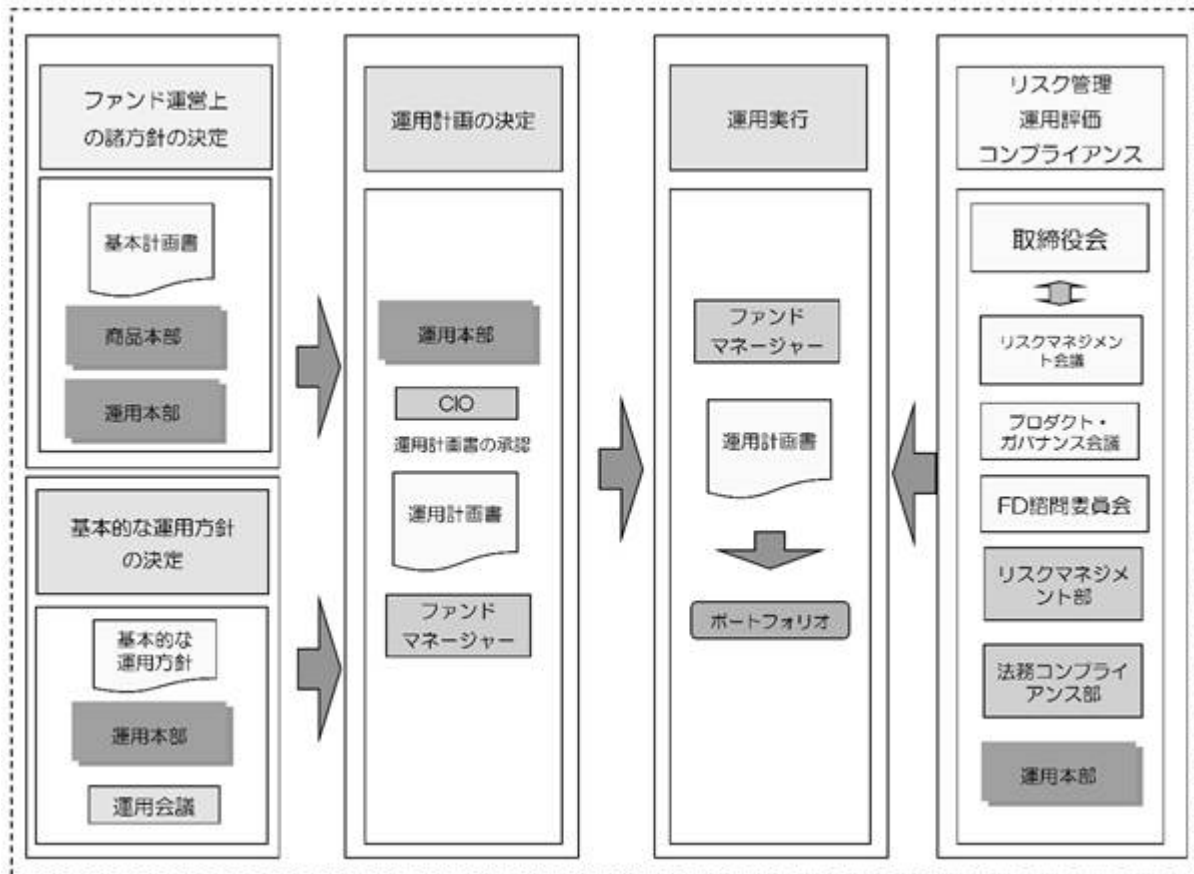 ファンド運営上
の諸方針の決定
基本計画書
商品本部
運用本部
基本的な運用方針
の決定
基本的な
運用方針
運用本部
運用会議
運用計画の決定
運用本部
CIO
運用計画書の承認
運用計画書
ファンド
マネージャー
運用実行
ファンド
マネージャー
運用計画書
ポートフォリオ
リスク管理
運用評価
コンプライアンス
取締役会
リスクマネジメン
ト会議
プロダクト・
ガバナンス会議
FD諮問委員会
リスクマネジメ
ント部
法務コンプライ
アンス部
運用本部